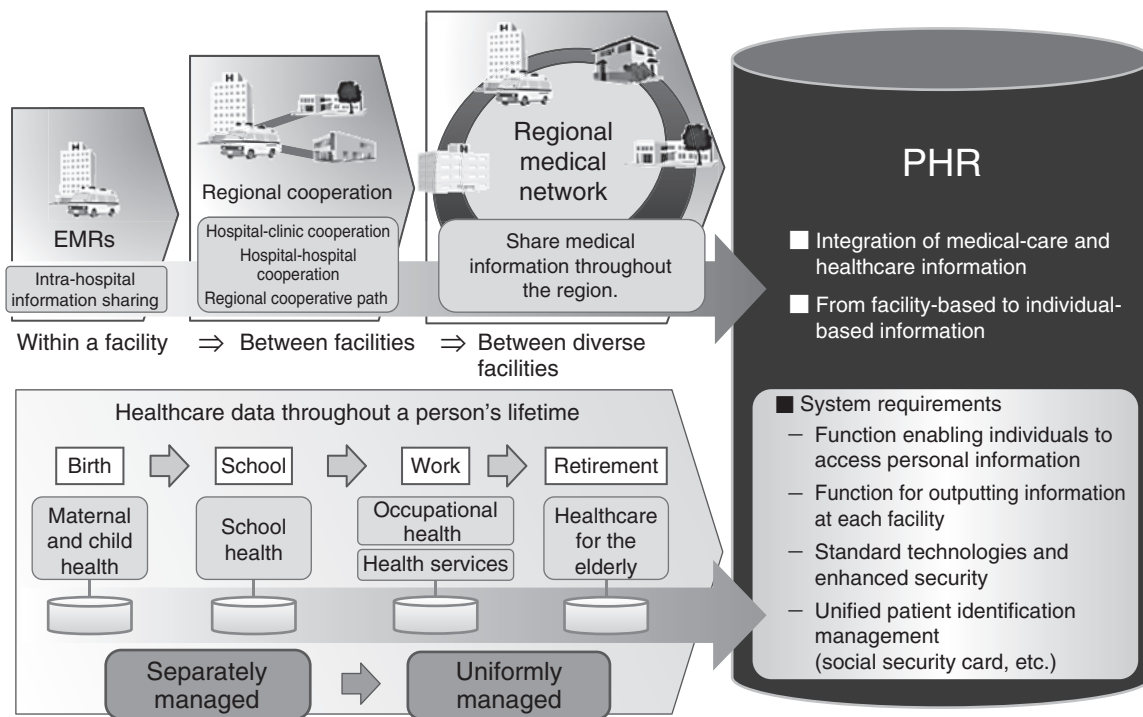 H
EMRs
Intra-hospital
information sharing
H
Regional cooperation
Hospital-clinic cooperation
Hospital-hospital
cooperation
Regional cooperative path
H
H
Regional
medical
network
Share medical
information throughout
the region.
Within a facility ⇒ Between facilities ⇒ Between diverse
facilities
PHR
■ Integration of medical-care and
healthcare information
■ From facility-based to individual-
based information
Healthcare data throughout a person's lifetime
Birth
School
Work
Retirement
Maternal
and child
health
School
health
Occupational
health
Health services
Healthcare
for the
elderly
Separately
managed
Uniformly
managed
■ System requirements
– Function enabling individuals to
access personal information
– Function for outputting information
at each facility
– Standard technologies and
enhanced security
– Unified patient identification
management
(social security card, etc.)